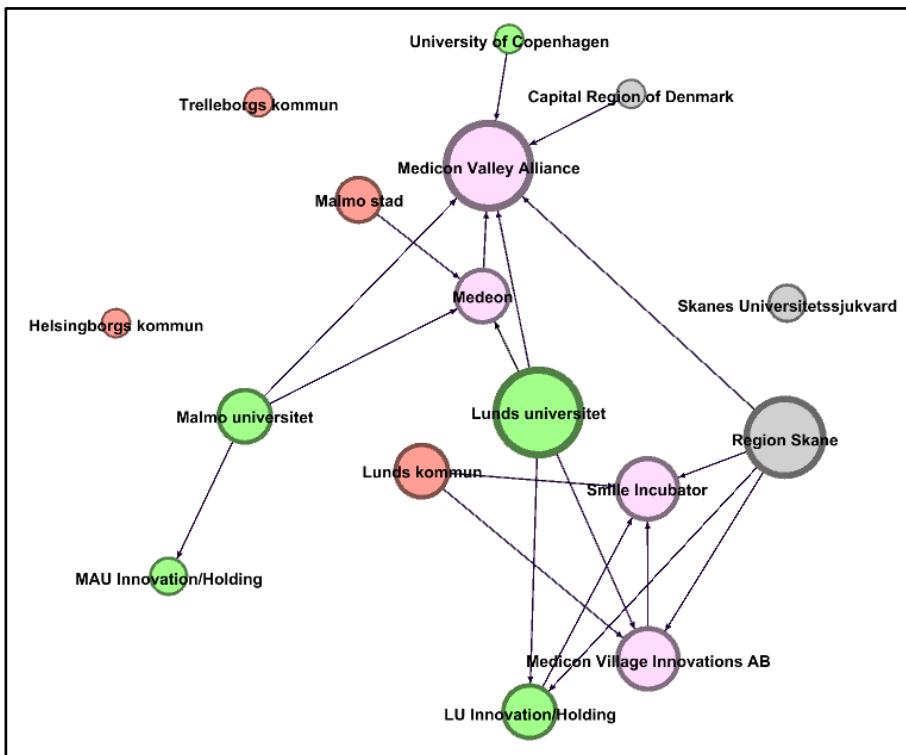 University of Copenhagen
Capital Region of Denmark
Trelleborgs kommun
Medicon Valley Alliance
Malmo stad
Medeon
Skanes Universitetssjukvard
Helsingborgs kommun
Malmo universitet
Lunds universitet
Region Skane
Lunds kommun
Smile Incubator
MAU Innovation/Holding
Medicon Village Innovations AB
LU Innovation/Holding